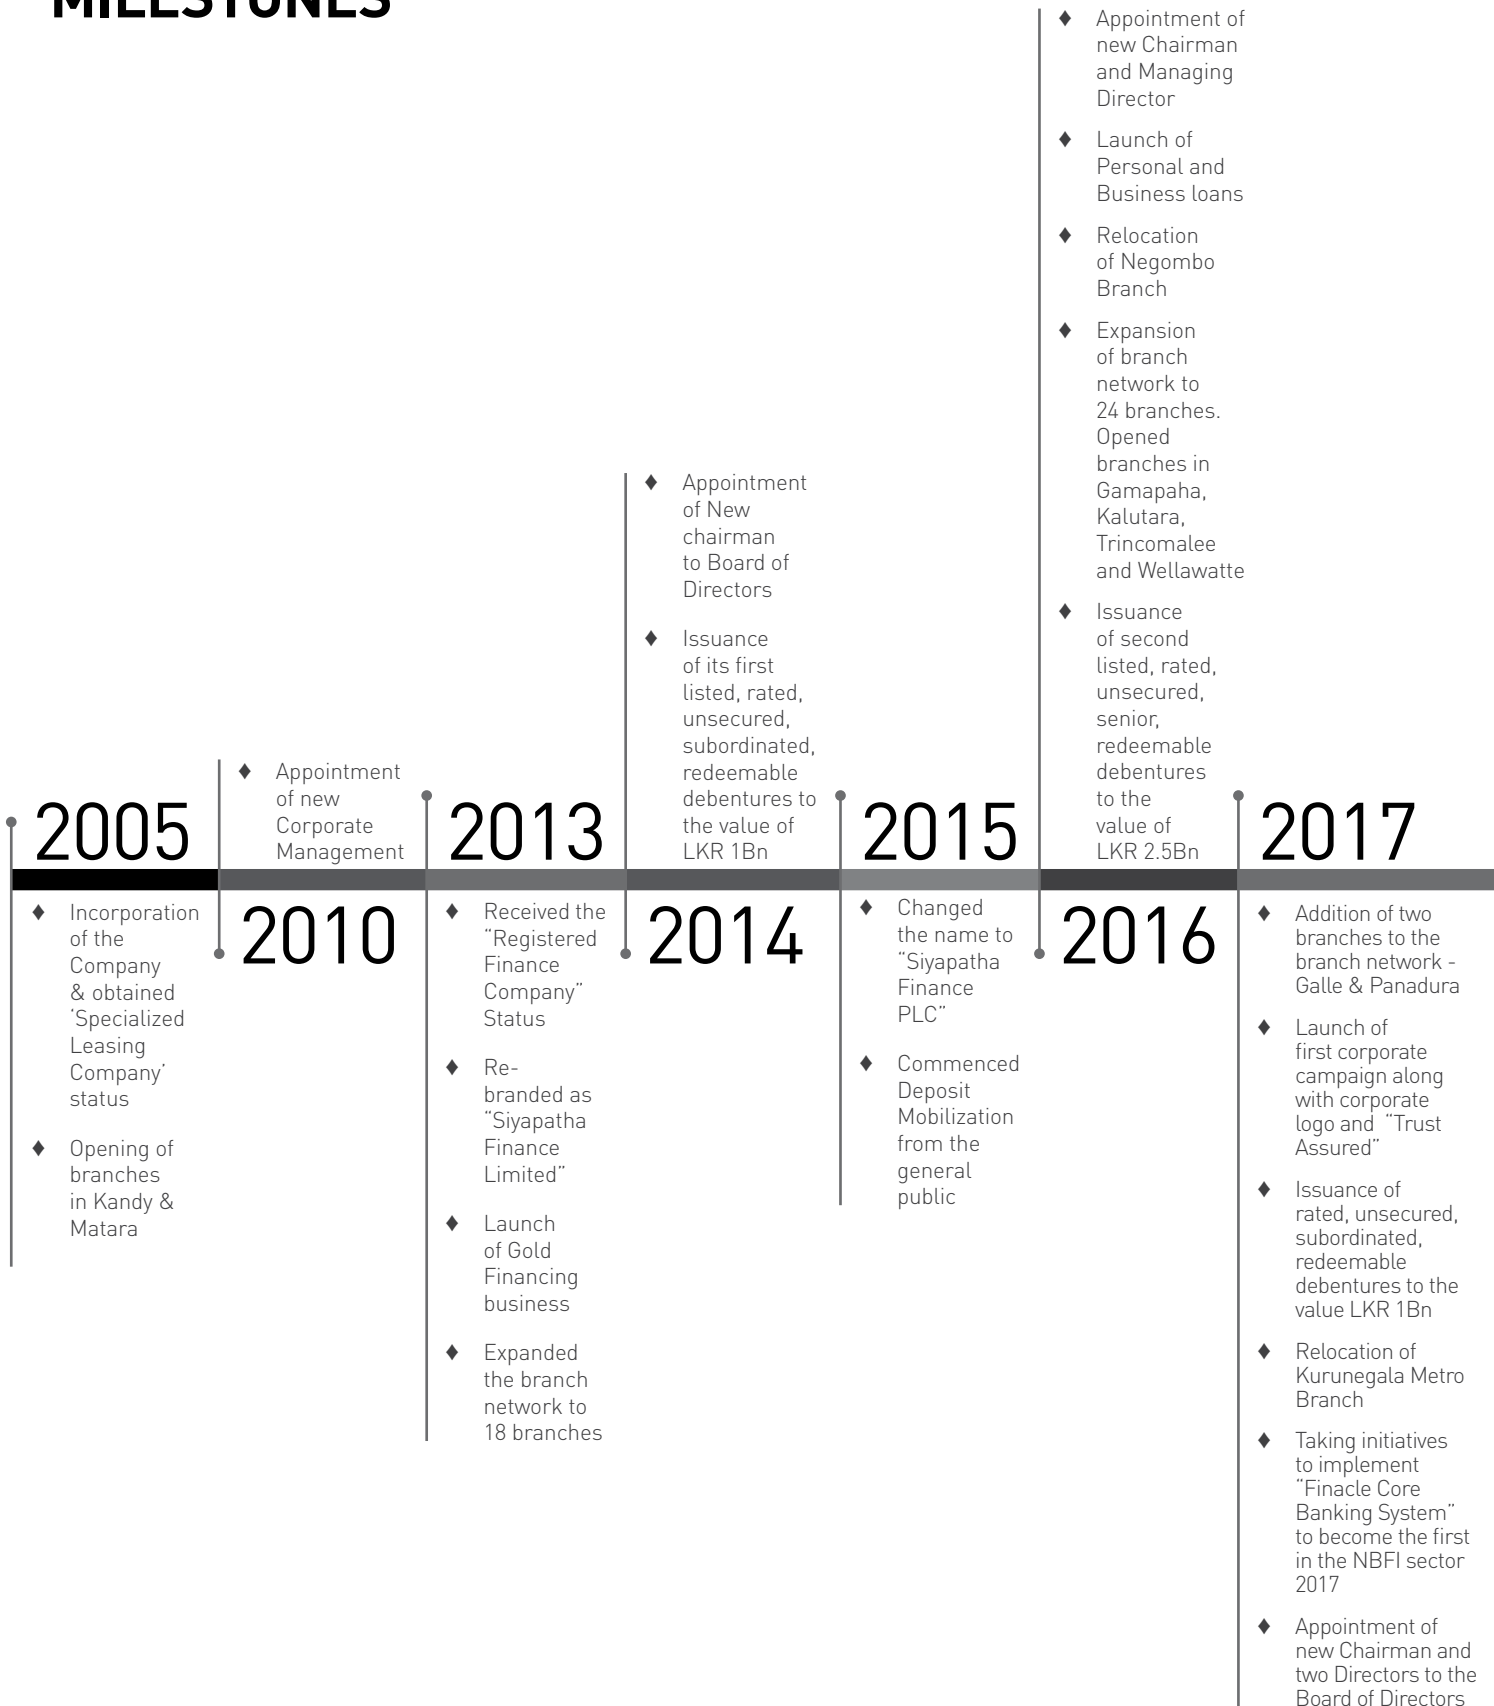 MILESTONES
2005
♦ Incorporation
of the
Company
& obtained
‘Specialized
Leasing
Company’
status
♦ Opening of
branches
in Kandy &
Matara
♦ Appointment
of new
Corporate
Management
2010
2013
♦ Received the
“Registered
Finance
Company”
Status
♦ Re-
branded as
“Siyapatha
Finance
Limited”
♦ Launch
of Gold
Financing
business
♦ Expanded
the branch
network to
18 branches
♦ Appointment
of New
chairman
to Board of
Directors
♦ Issuance
of its first
listed, rated,
unsecured,
subordinated,
redeemable
debentures to
the value of
LKR 1Bn
2014
2015
♦ Changed
the name to
“Siyapatha
Finance
PLC”
♦ Commenced
Deposit
Mobilization
from the
general
public
♦ Appointment of
new Chairman
and Managing
Director
♦ Launch of
Personal and
Business loans
♦ Relocation
of Negombo
Branch
♦ Expansion
of branch
network to
24 branches.
Opened
branches in
Gamapaha,
Kalutara,
Trincomalee
and Wellawatte
♦ Issuance
of second
listed, rated,
unsecured,
senior,
redeemable
debentures
to the
value of
LKR 2.5Bn
2016
2017
♦ Addition of two
branches to the
branch network -
Galle & Panadura
♦ Launch of
first corporate
campaign along
with corporate
logo and “Trust
Assured”
♦ Issuance of
rated, unsecured,
subordinated,
redeemable
debentures to the
value LKR 1Bn
♦ Relocation of
Kurunegala Metro
Branch
♦ Taking initiatives
to implement
“Finacle Core
Banking System”
to become the first
in the NBFI sector
2017
♦ Appointment of
new Chairman and
two Directors to the
Board of Directors